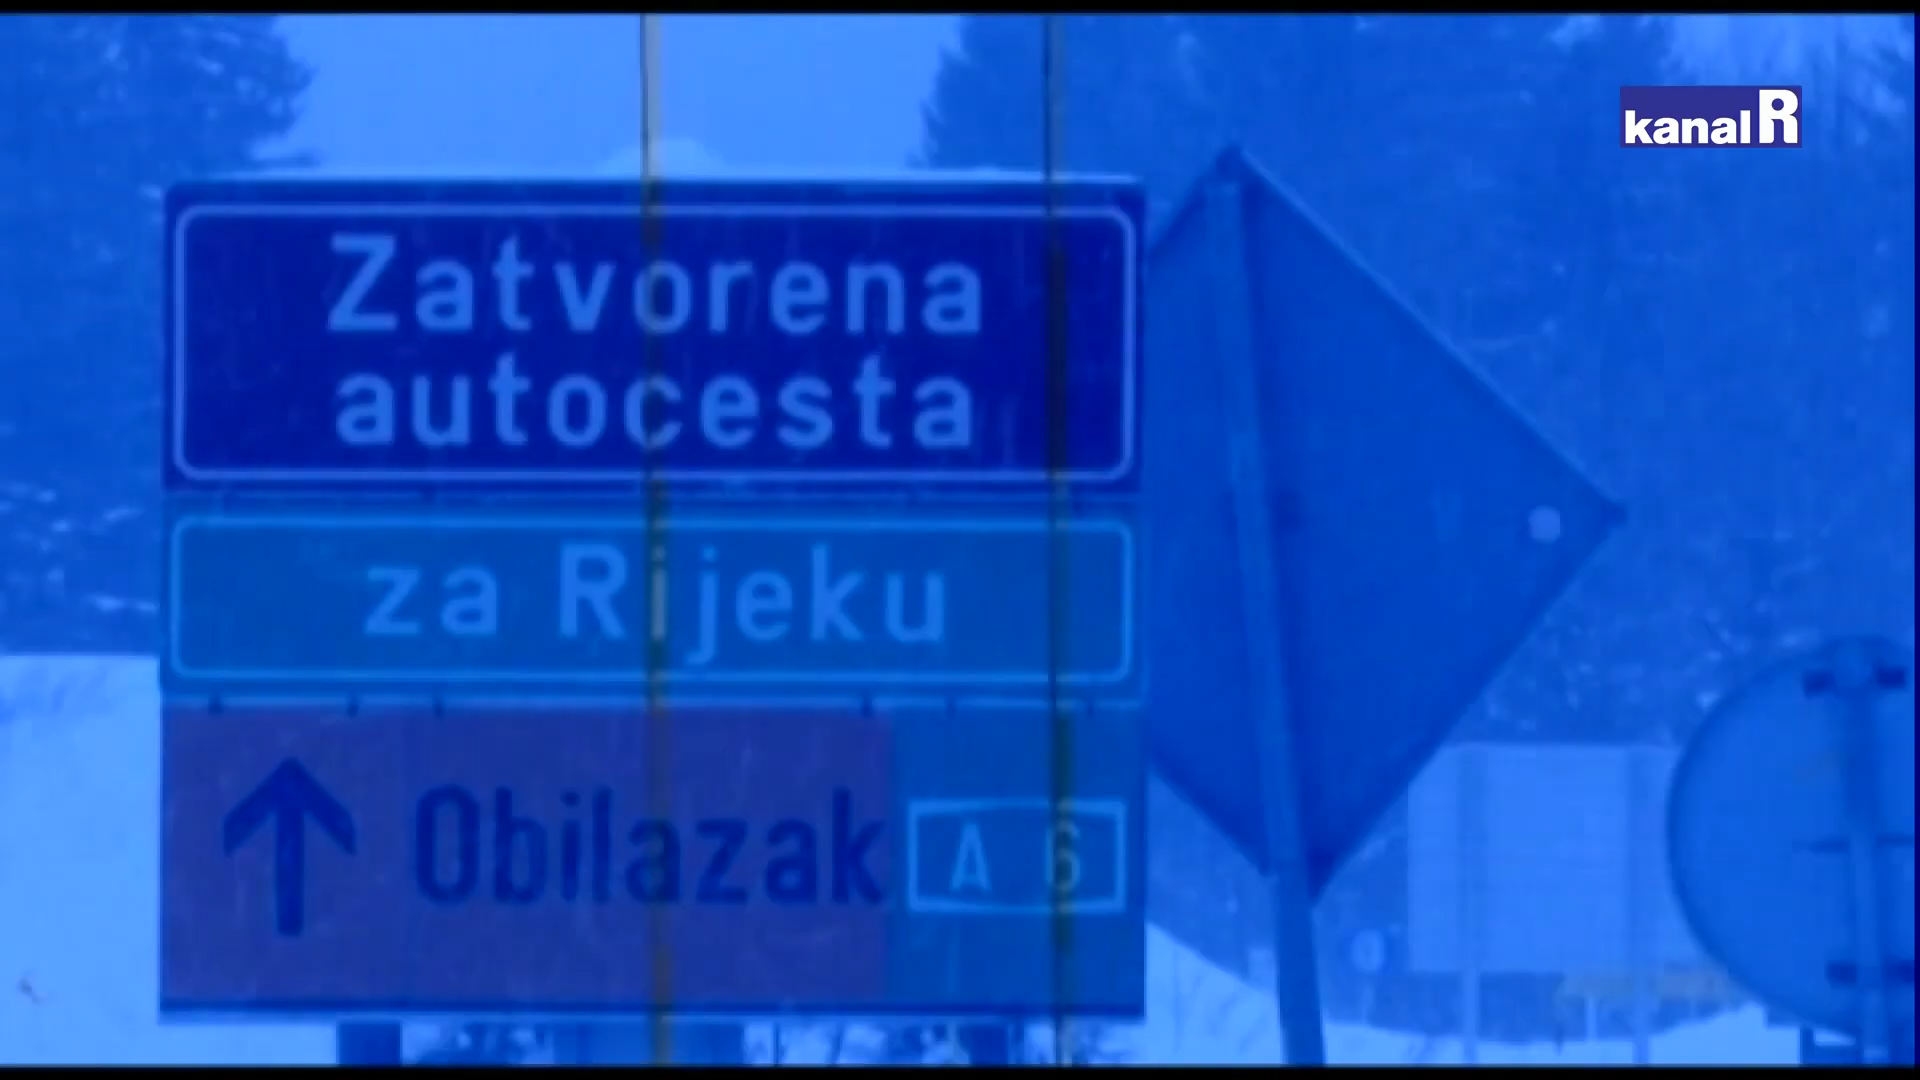 kanal R
Zatvorena
autocesta
za Rijeku
Obilazak A 6